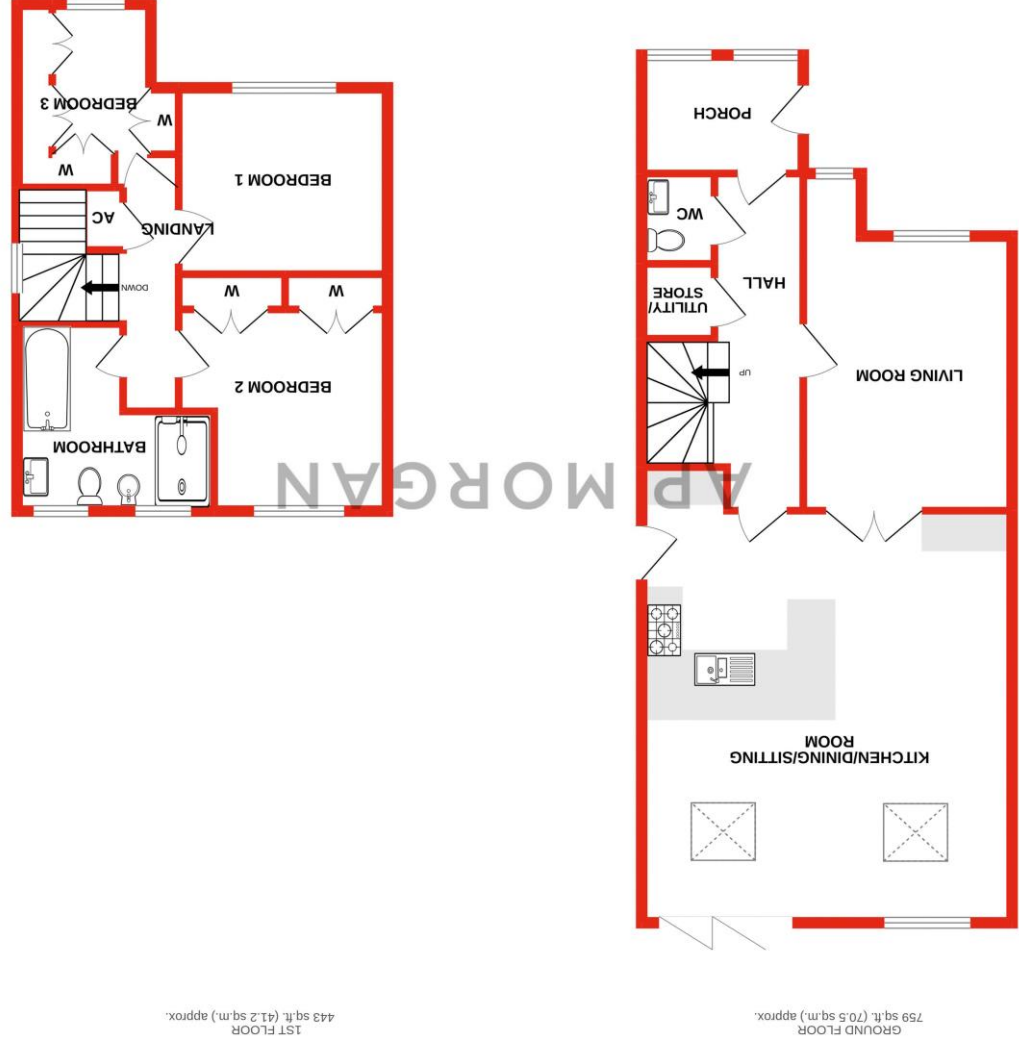 GROUND FLOOR
759 sq.ft. (70.5 sq.m.) approx.
KITCHEN/DINING/SITTING
ROOM
LIVING ROOM
UP
UTILITY/
STORE
HALL
WC
PORCH
1ST FLOOR
443 sq.ft. (41.2 sq.m.) approx.
BATHROOM
BEDROOM 2
W
W
DOWN
LANDING
AC
BEDROOM 1
W
W
BEDROOM 3
AP MORGAN